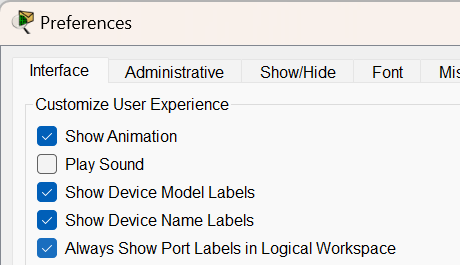 Preferences
Interface
Administrative
Show/Hide
Font
Customize User Experience
Show Animation
Play Sound
Show Device Model Labels
Show Device Name Labels
Always Show Port Labels in Logical Workspace